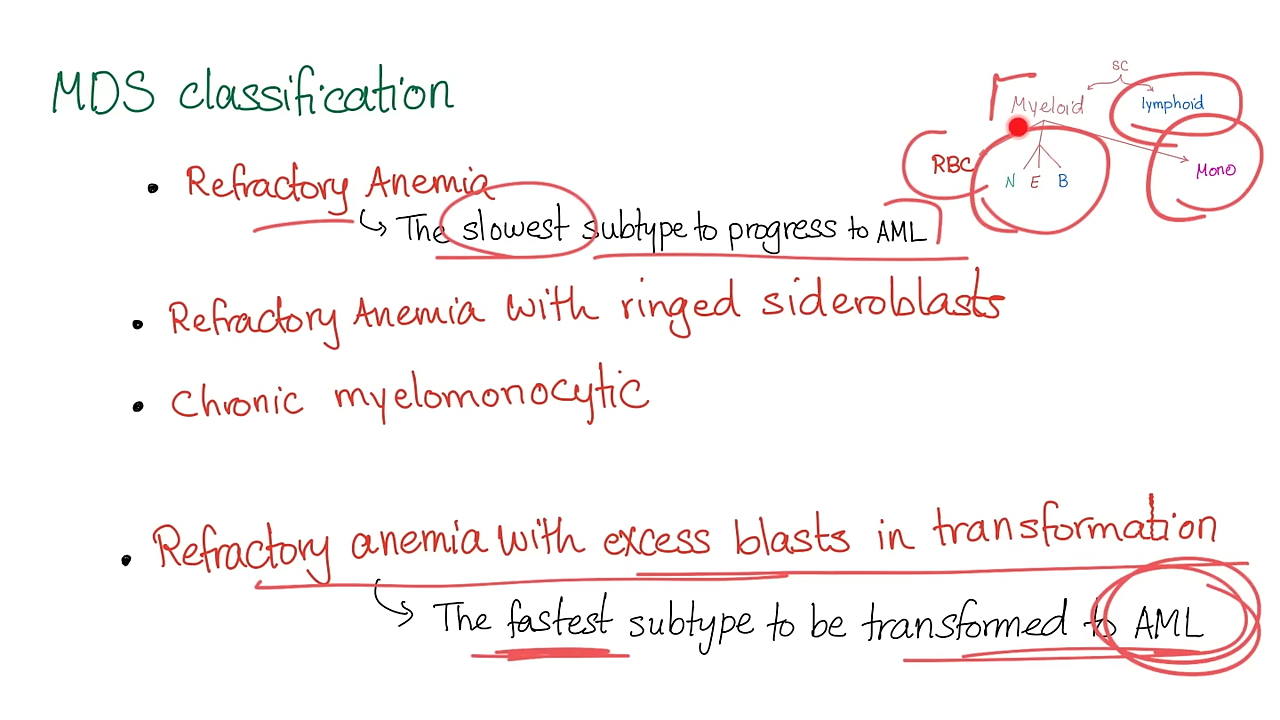 MDS classification
SC
Myeloid
lymphoid
RBC
N E B
Mono
• Refractory Anemia
The slowest subtype to progress to AML
• Refractory Anemia with ringed sideroblasts
• Chronic myelomonocytic
• Refractory anemia with excess blasts in transformation
The fastest subtype to be transformed to AML